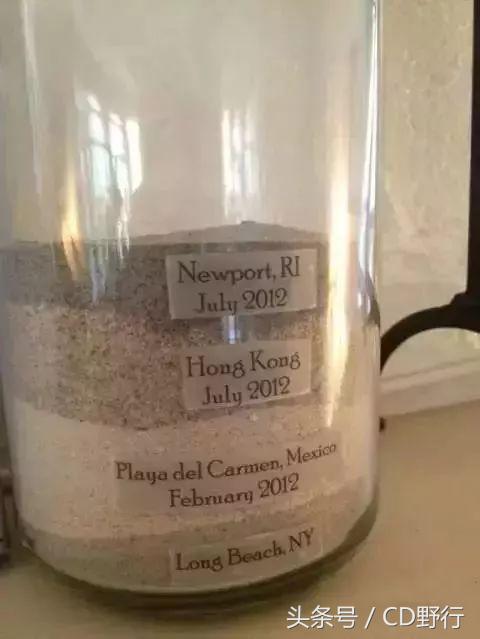 Newport, RI
July 2012
Hong Kong
July 2012
Playa del Carmen, Mexico
February 2012
Long Beach, NY
头条号 / CD野行